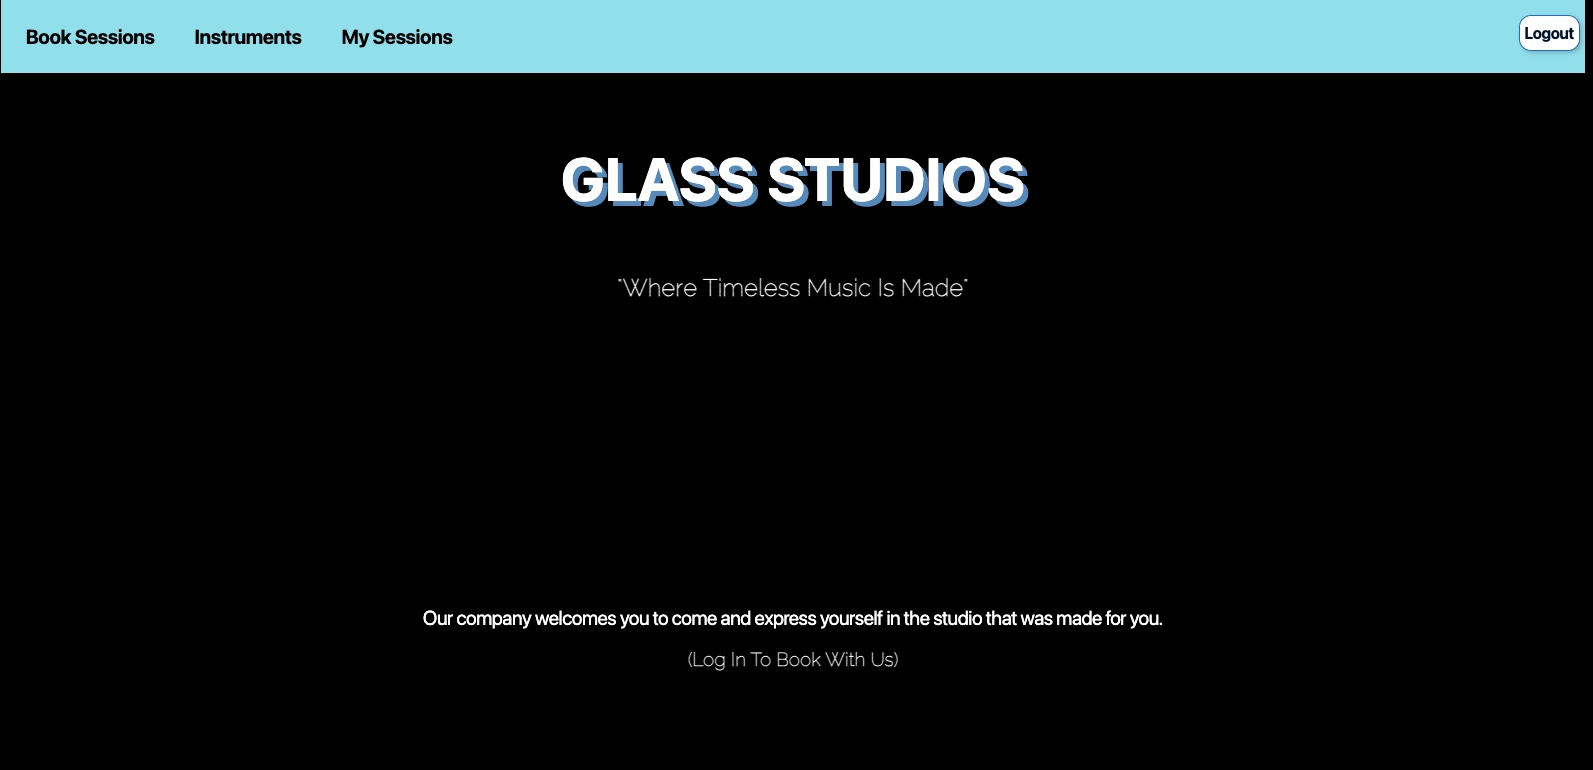 Book Sessions
Instruments
My Sessions
Logout
GLASS STUDIOS
"Where Timeless Music Is Made"
Our company welcomes you to come and express yourself in the studio that was made for you.
(Log In To Book With Us)